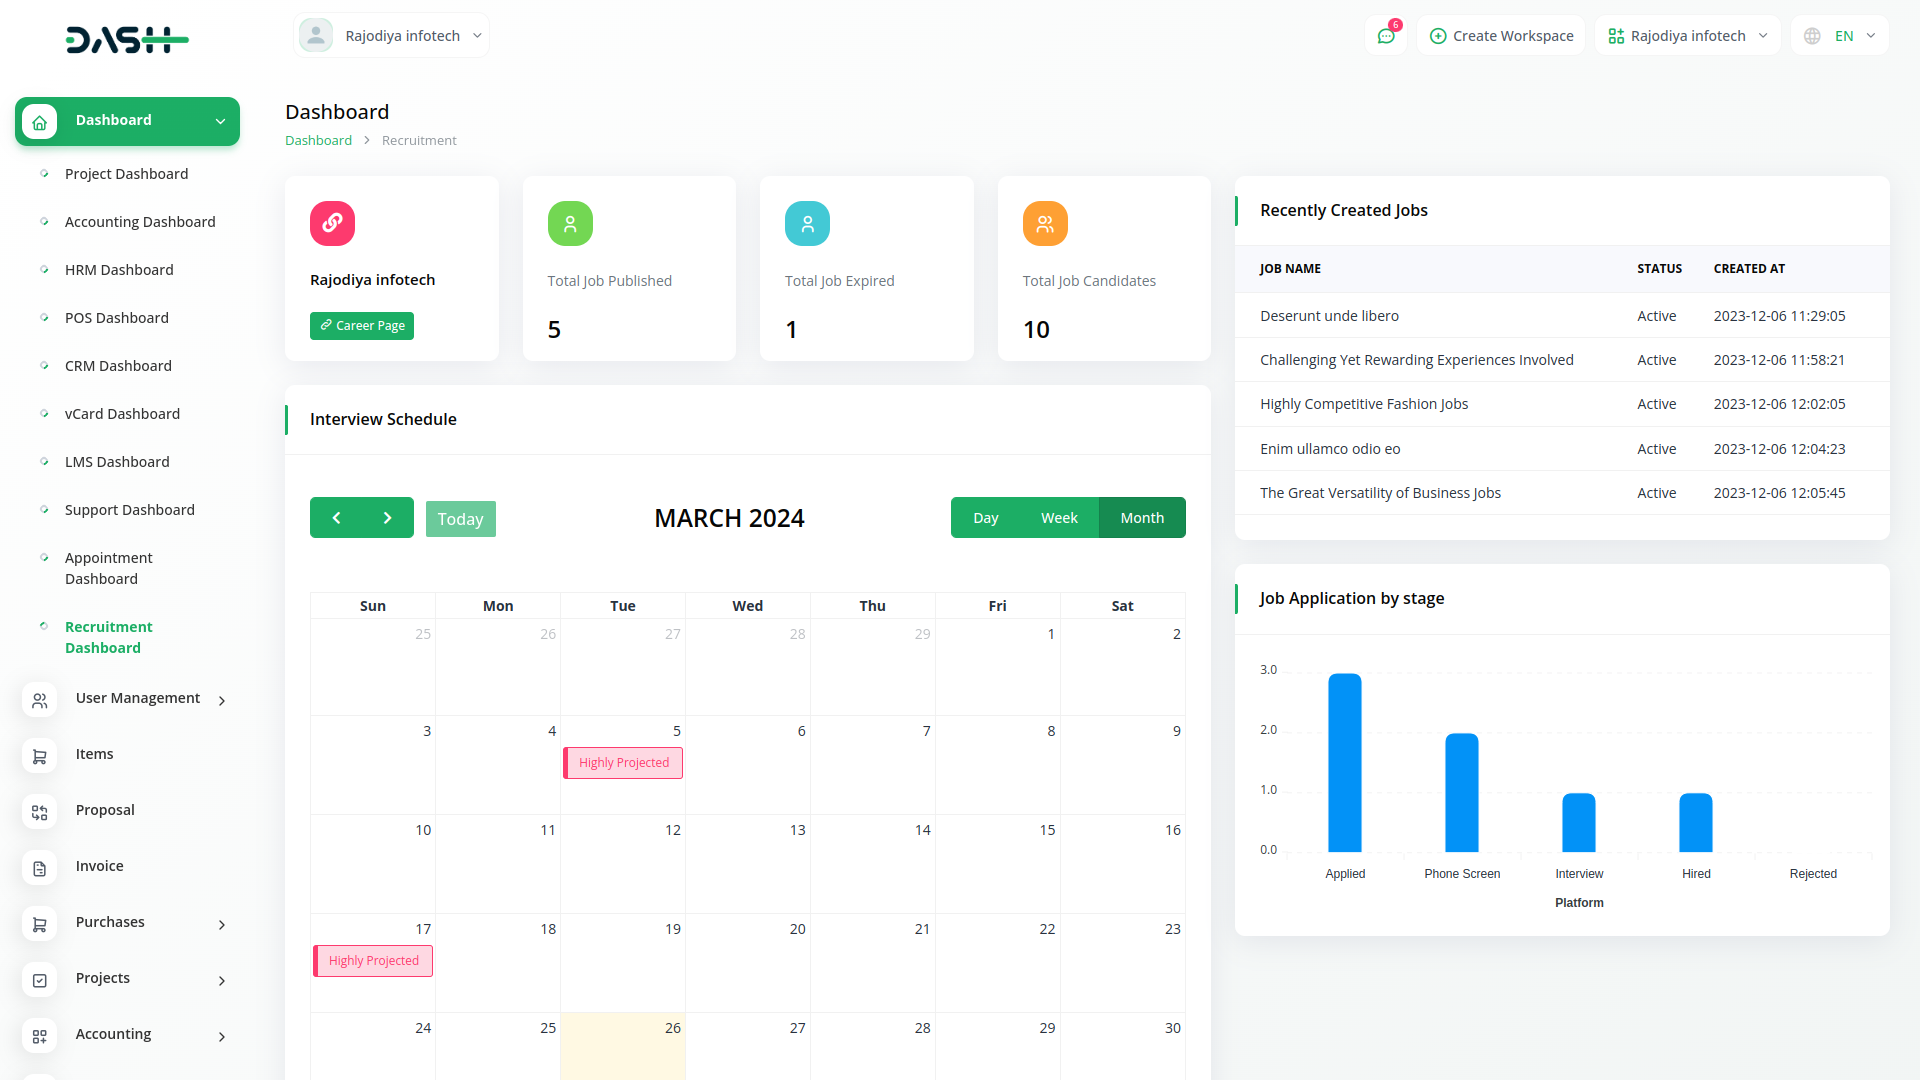 DASH
Rajodiya infotech
6
Create Workspace
Rajodiya infotech
EN
Dashboard
Project Dashboard
Accounting Dashboard
HRM Dashboard
POS Dashboard
CRM Dashboard
vCard Dashboard
LMS Dashboard
Support Dashboard
Appointment
Dashboard
Recruitment
Dashboard
User Management
Items
Proposal
Invoice
Purchases
Projects
Accounting
Dashboard
Dashboard > Recruitment
Rajodiya infotech
Career Page
Total Job Published
5
Total Job Expired
1
Total Job Candidates
10
Interview Schedule
Today
MARCH 2024
Day Week Month
Sun Mon Tue Wed Thu Fri Sat
25 26 27 28 29 1 2
3 4 5 6 7 8 9
Highly Projected
10 11 12 13 14 15 16
17 18 19 20 21 22 23
Highly Projected
24 25 26 27 28 29 30
Recently Created Jobs
JOB NAME STATUS CREATED AT
Deserunt unde libero Active 2023-12-06 11:29:05
Challenging Yet Rewarding Experiences Involved Active 2023-12-06 11:58:21
Highly Competitive Fashion Jobs Active 2023-12-06 12:02:05
Enim ullamco odio eo Active 2023-12-06 12:04:23
The Great Versatility of Business Jobs Active 2023-12-06 12:05:45
Job Application by stage
3.0
2.0
1.0
0.0
Applied Phone Screen Interview Hired Rejected
Platform